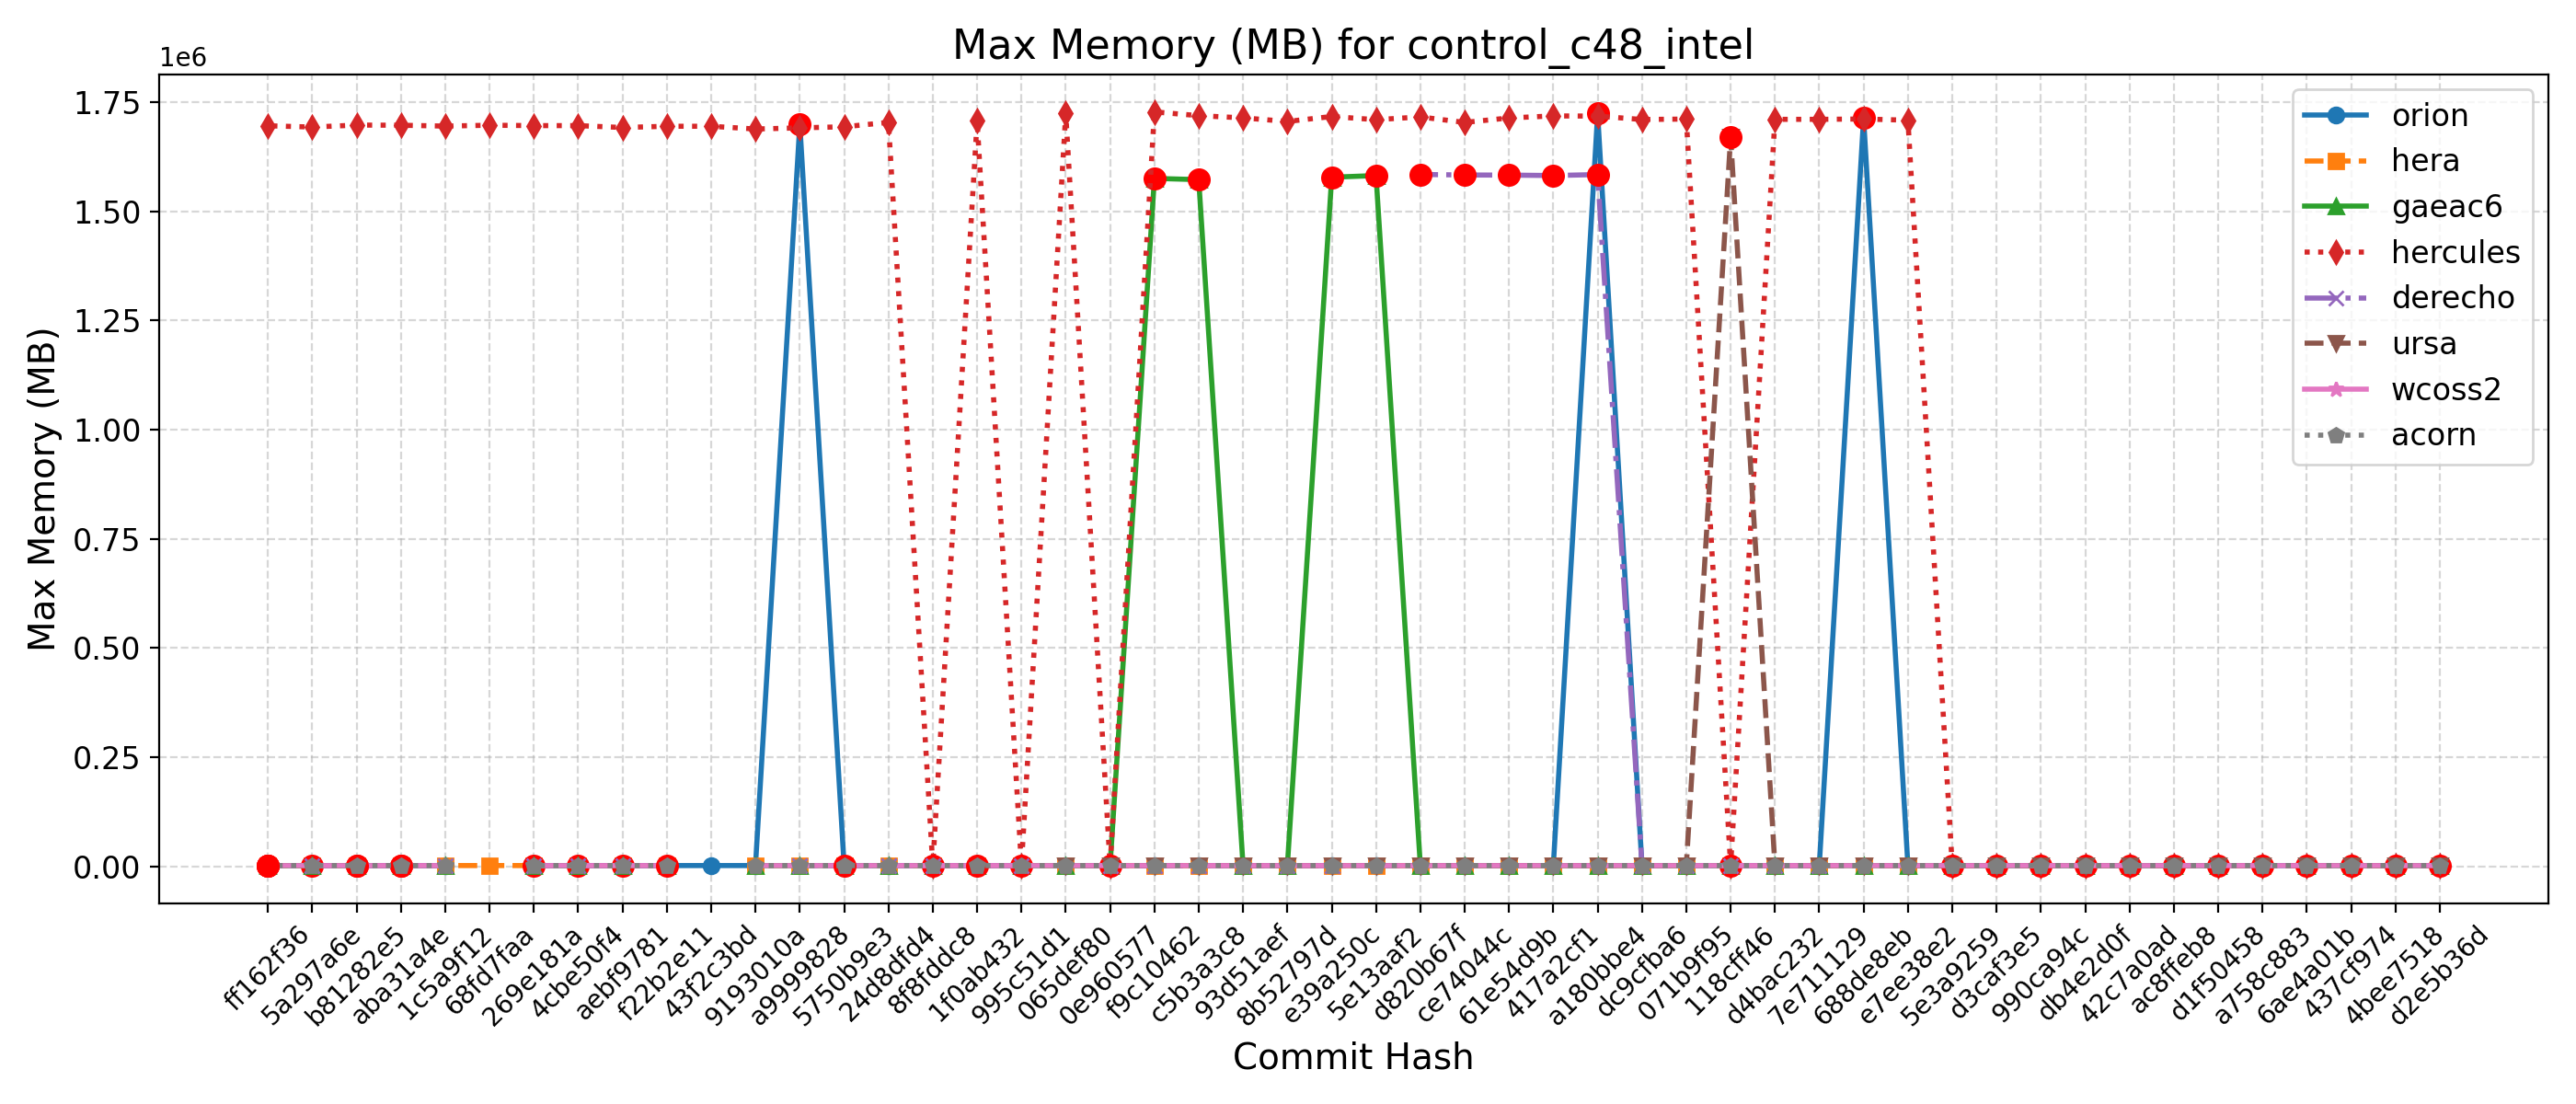 Max Memory (MB) for control_c48_intel
1e6
1.75
1.50
1.25
1.00
0.75
0.50
0.25
0.00
Max Memory (MB)
orion
hera
gaeac6
hercules
derecho
ursa
wcoss2
acorn
ff162f36
5a297a6e
b81282e5
aba31a4e
1c5a9f12
68fd7faa
269e181a
4cbe50f4
aebf9781
f22b2e11
43f2c3bd
9193010a
a9999828
5750b9e3
24d8dfd4
8f8fddc8
1f0ab432
995c51d1
065def80
0e960577
f9c10462
c5b3a3c8
93d51aef
8b52797d
e39a250c
5e13aaf2
d820b67f
ce74044c
61e54d9b
417a2cf1
a180bbe4
dc9cfba6
071b9f95
118cff46
d4bac232
7e711129
688de8eb
e7ee38e2
5e3a9259
d3caf3e5
990ca94c
db4e2d0f
42c7a0ad
ac8ffeb8
d1f50458
a758c883
6ae4a01b
437cf974
4bee7518
d2e5b36d
Commit Hash